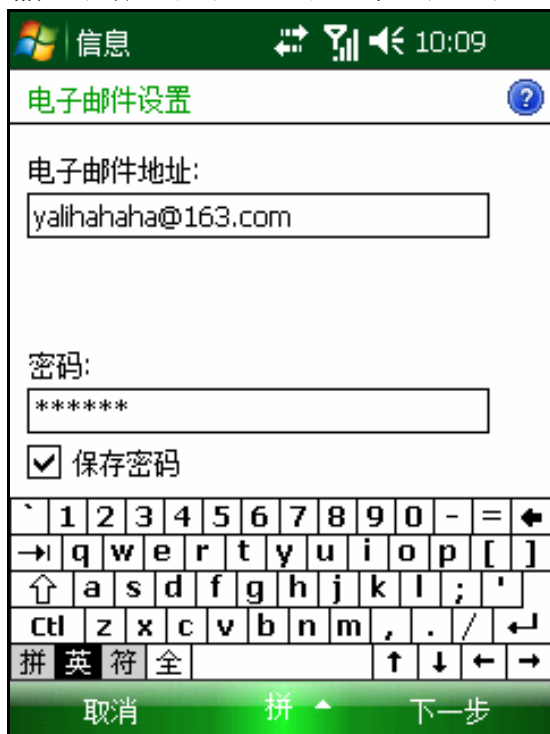 信息 10:09
电子邮件设置 ?
电子邮件地址:
yalihahaha@163.com
密码:
******
保存密码
` 1 2 3 4 5 6 7 8 9 0 - =
q w e r t y u i o p [ ]
a s d f g h j k l ; '
Ctl z x c v b n m , . /
拼 英 符 全
取消 拼 下一步